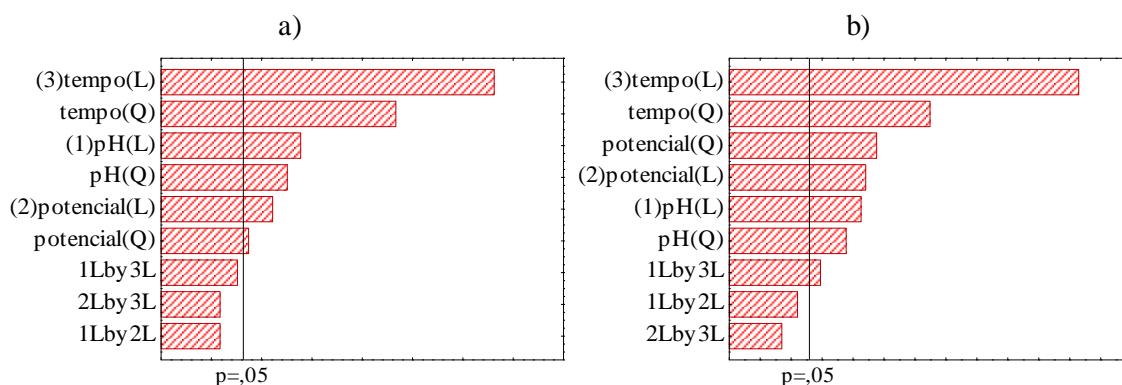 a)
(3)tempo(L)
tempo(Q)
(1)pH(L)
pH(Q)
(2)potencial(L)
potencial(Q)
1Lby3L
2Lby3L
1Lby2L
p=,05
b)
(3)tempo(L)
tempo(Q)
potencial(Q)
(2)potencial(L)
(1)pH(L)
pH(Q)
1Lby3L
1Lby2L
2Lby3L
p=,05